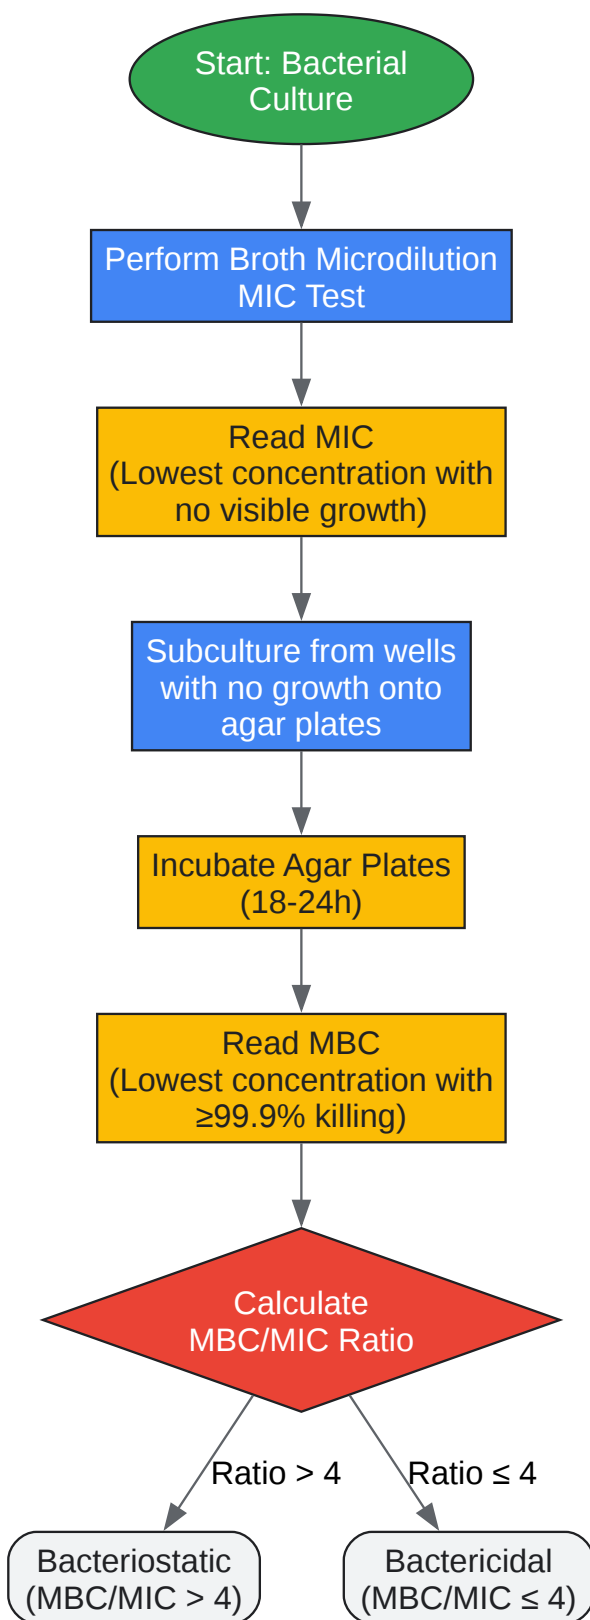 Start: Bacterial
Culture
Perform Broth Microdilution
MIC Test
Read MIC
(Lowest concentration with
no visible growth)
Subculture from wells
with no growth onto
agar plates
Incubate Agar Plates
(18-24h)
Read MBC
(Lowest concentration with
≥99.9% killing)
Calculate
MBC/MIC Ratio
Ratio > 4
Ratio ≤ 4
Bacteriostatic
(MBC/MIC > 4)
Bactericidal
(MBC/MIC ≤ 4)